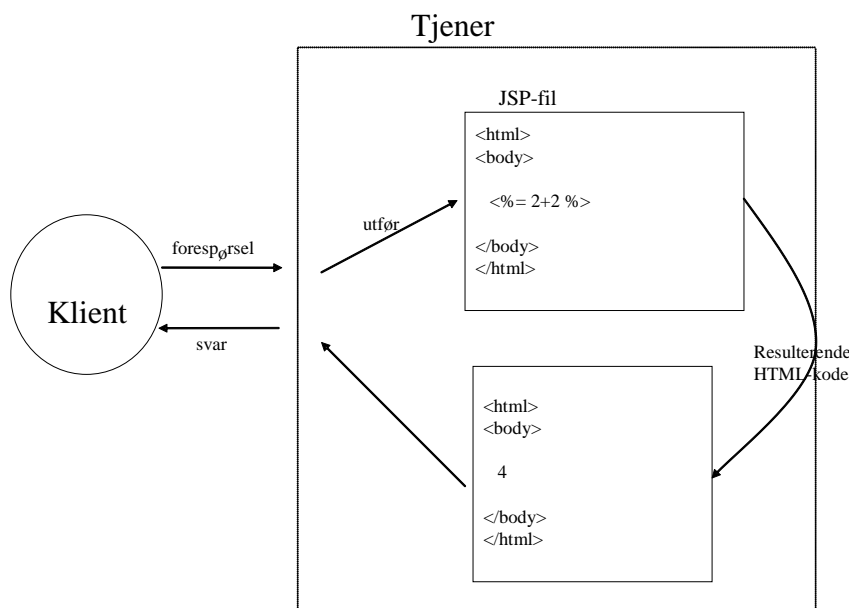 Tjener
JSP-fil
<html>
<body>
<%= 2+2 %>
</body>
</html>
utfør
forespørsel
Klient
svar
Resulterende
HTML-kode
<html>
<body>
4
</body>
</html>